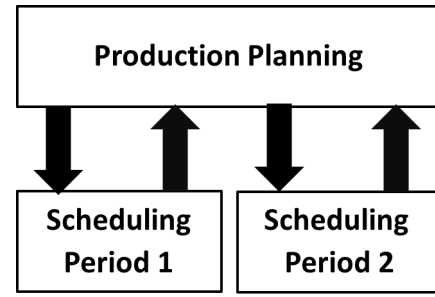 Production Planning
Scheduling
Period 1
Scheduling
Period 2